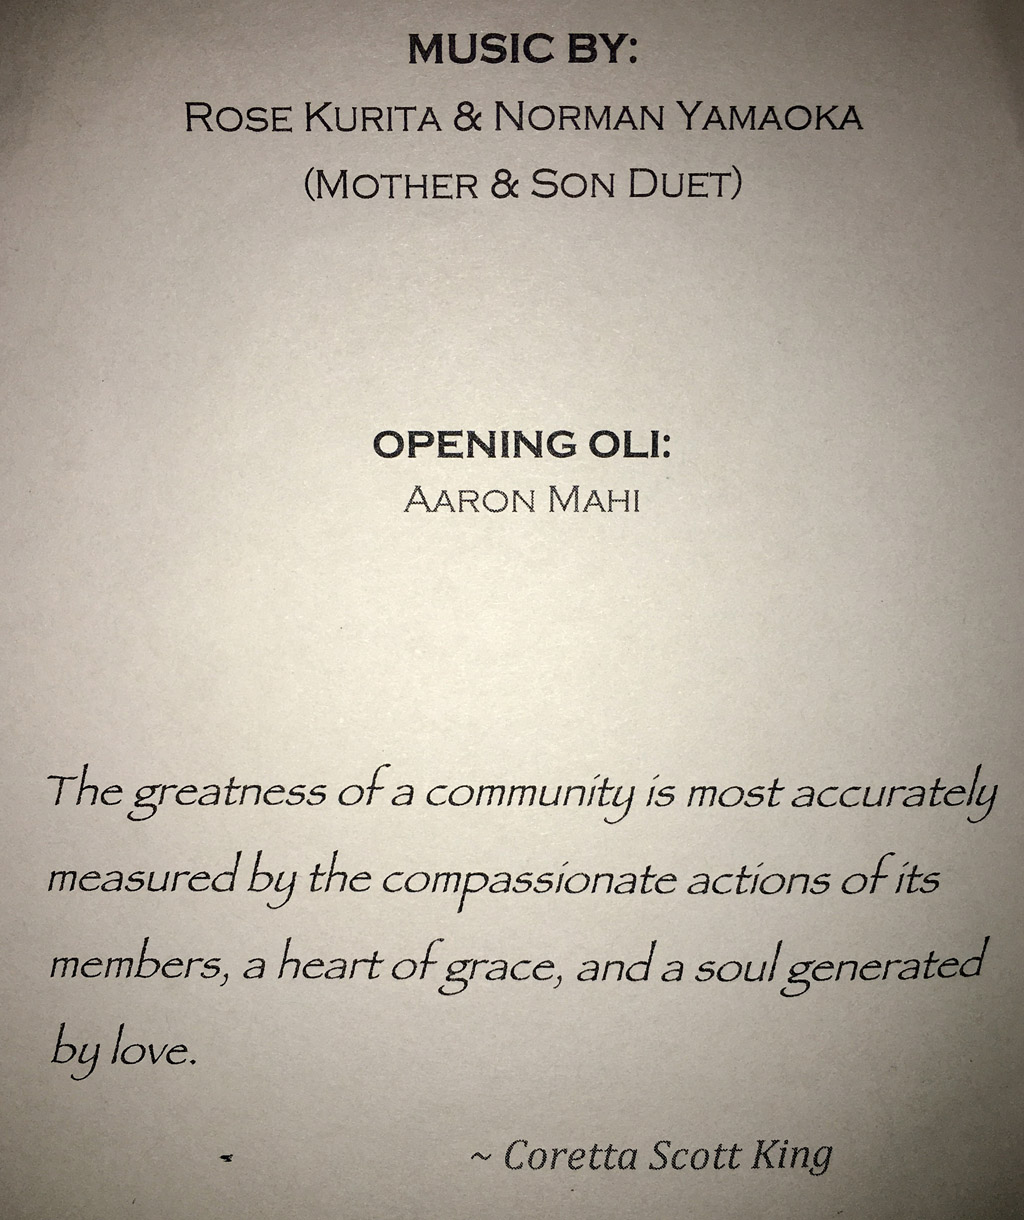 MUSIC BY:
ROSE KURITA & NORMAN YAMAOKA
(MOTHER & SON DUET)
OPENING OLI:
AARON MAHI
The greatness of a community is most accurately
measured by the compassionate actions of its
members, a heart of grace, and a soul generated
by love.
~ Coretta Scott King